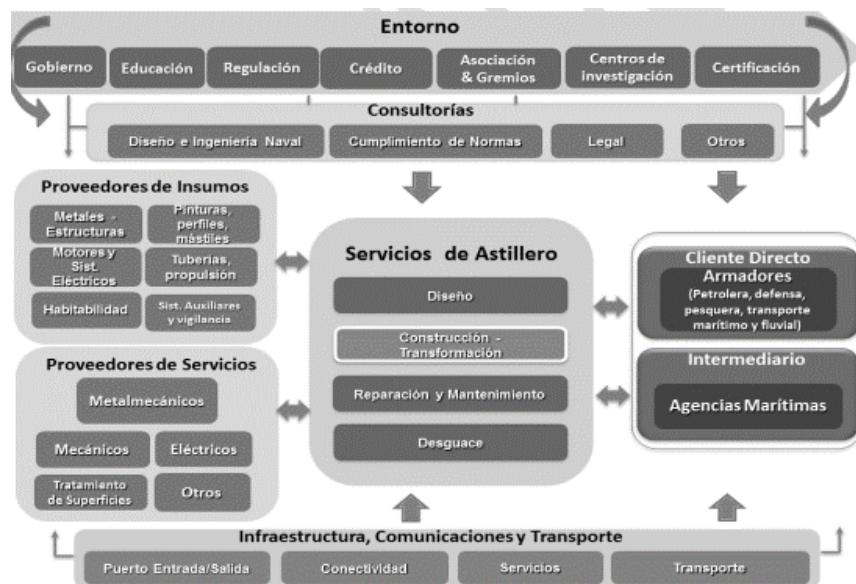 Entorno
Gobierno
Educación
Regulación
Crédito
Asociación
& Gremios
Centros de
investigación
Certificación
Consultorías
Diseño e Ingeniería Naval
Cumplimiento de Normas
Legal
Otros
Proveedores de Insumos
Metales -
Estructuras
Pinturas,
perfiles,
mástiles
Motores y
Sist.
Eléctricos
Tuberías,
propulsión
Habitabilidad
Sist. Auxiliares
y vigilancia
Proveedores de Servicios
Metalmecánicos
Mecánicos
Eléctricos
Tratamiento
de Superficies
Otros
Servicios de Astillero
Diseño
Construcción -
Transformación
Reparación y Mantenimiento
Desguace
Cliente Directo
Armadores
(Petrolera, defensa,
pesquera, transporte
marítimo y fluvial)
Intermediario
Agencias Marítimas
Infraestructura, Comunicaciones y Transporte
Puerto Entrada/Salida
Conectividad
Servicios
Transporte